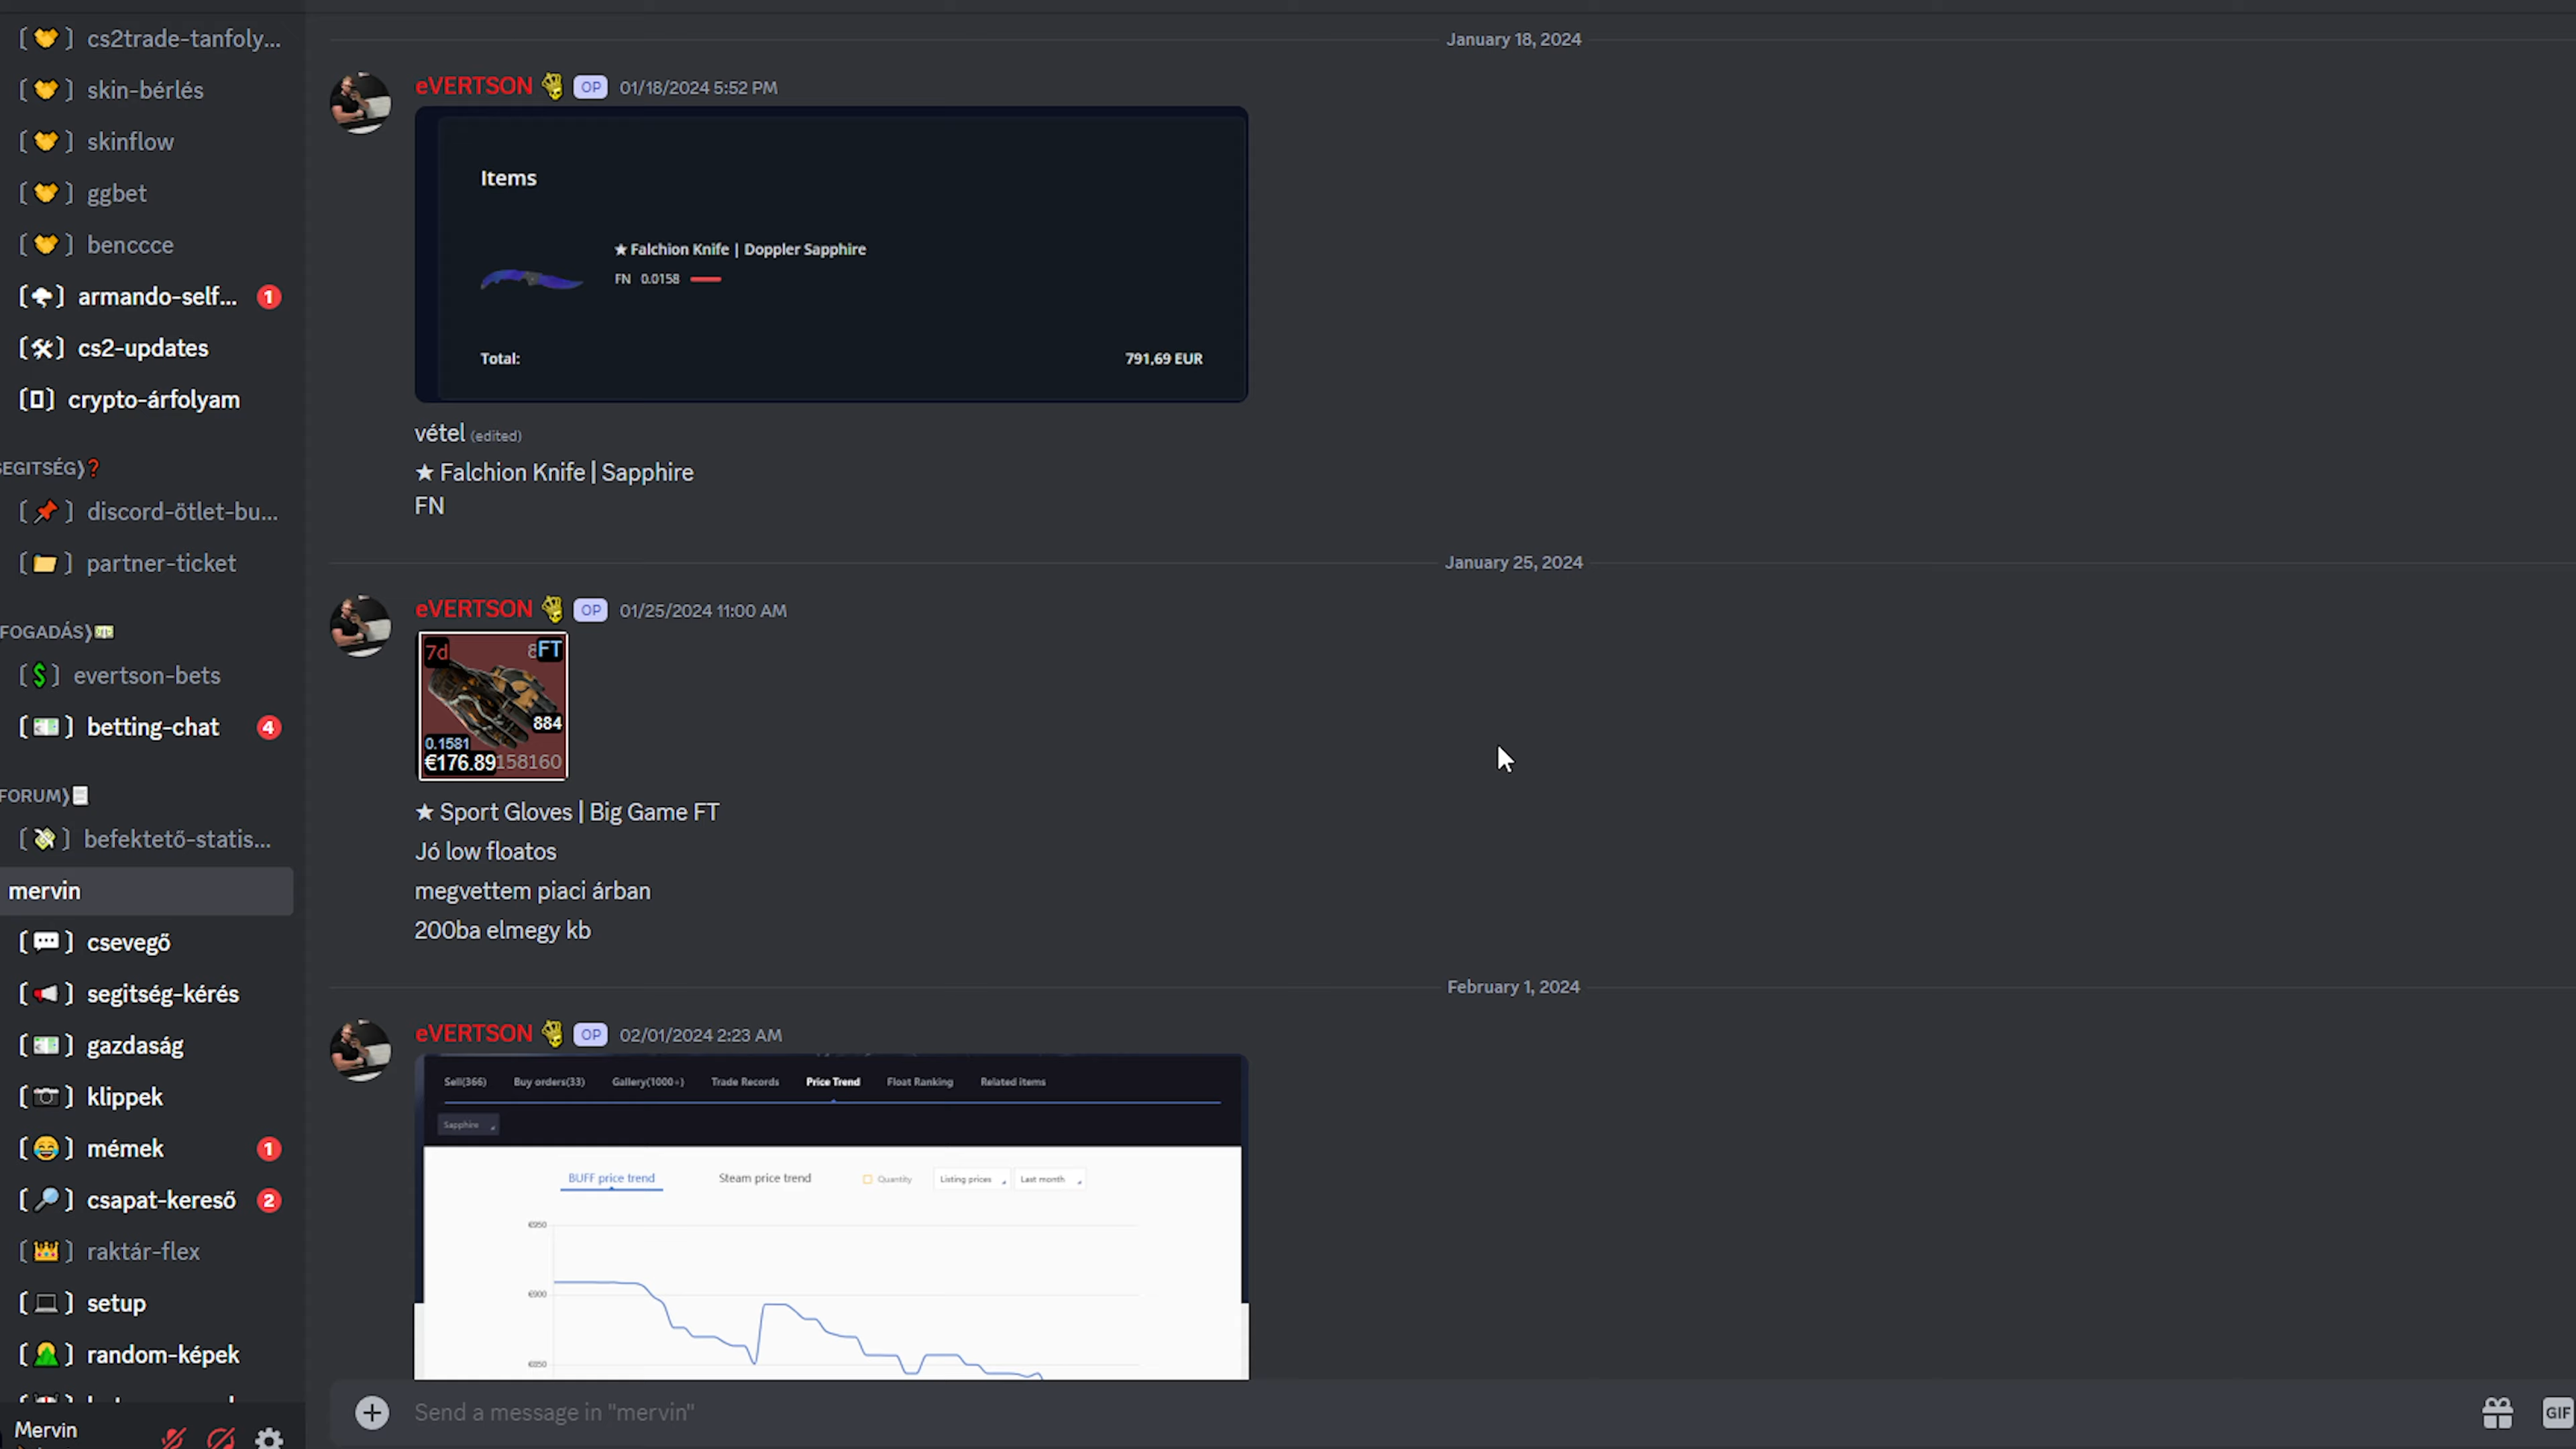 cs2trade-tanfoly...
skin-bérlés
skinflow
ggbet
benccce
armando-self... 1
cs2-updates
crypto-árfolyam
SEGITSÉG⟩❓
discord-ötlet-bu...
partner-ticket
FOGADÁS⟩
evertson-bets
betting-chat 4
FORUM⟩
befektető-statis...
mervin
csevegő
segitség-kérés
gazdaság
klippek
mémek 1
csapat-kereső 2
raktár-flex
setup
random-képek
Mervin
January 18, 2024
eVERTSON OP 01/18/2024 5:52 PM
Items
★ Falchion Knife | Doppler Sapphire
FN 0.0158
Total: 791,69 EUR
vétel (edited)
★ Falchion Knife | Sapphire
FN
January 25, 2024
eVERTSON OP 01/25/2024 11:00 AM
7d FT
884
0.1581
€176.89 158160
★ Sport Gloves | Big Game FT
Jó low floatos
megvettem piaci árban
200ba elmegy kb
February 1, 2024
eVERTSON OP 02/01/2024 2:23 AM
Sell(366) Buy orders(33) Gallery(1000+) Trade Records Price Trend Float Ranking Related items
Sapphire
BUFF price trend Steam price trend Quantity Listing prices Last month
€950
€900
€850
Send a message in "mervin"
GIF